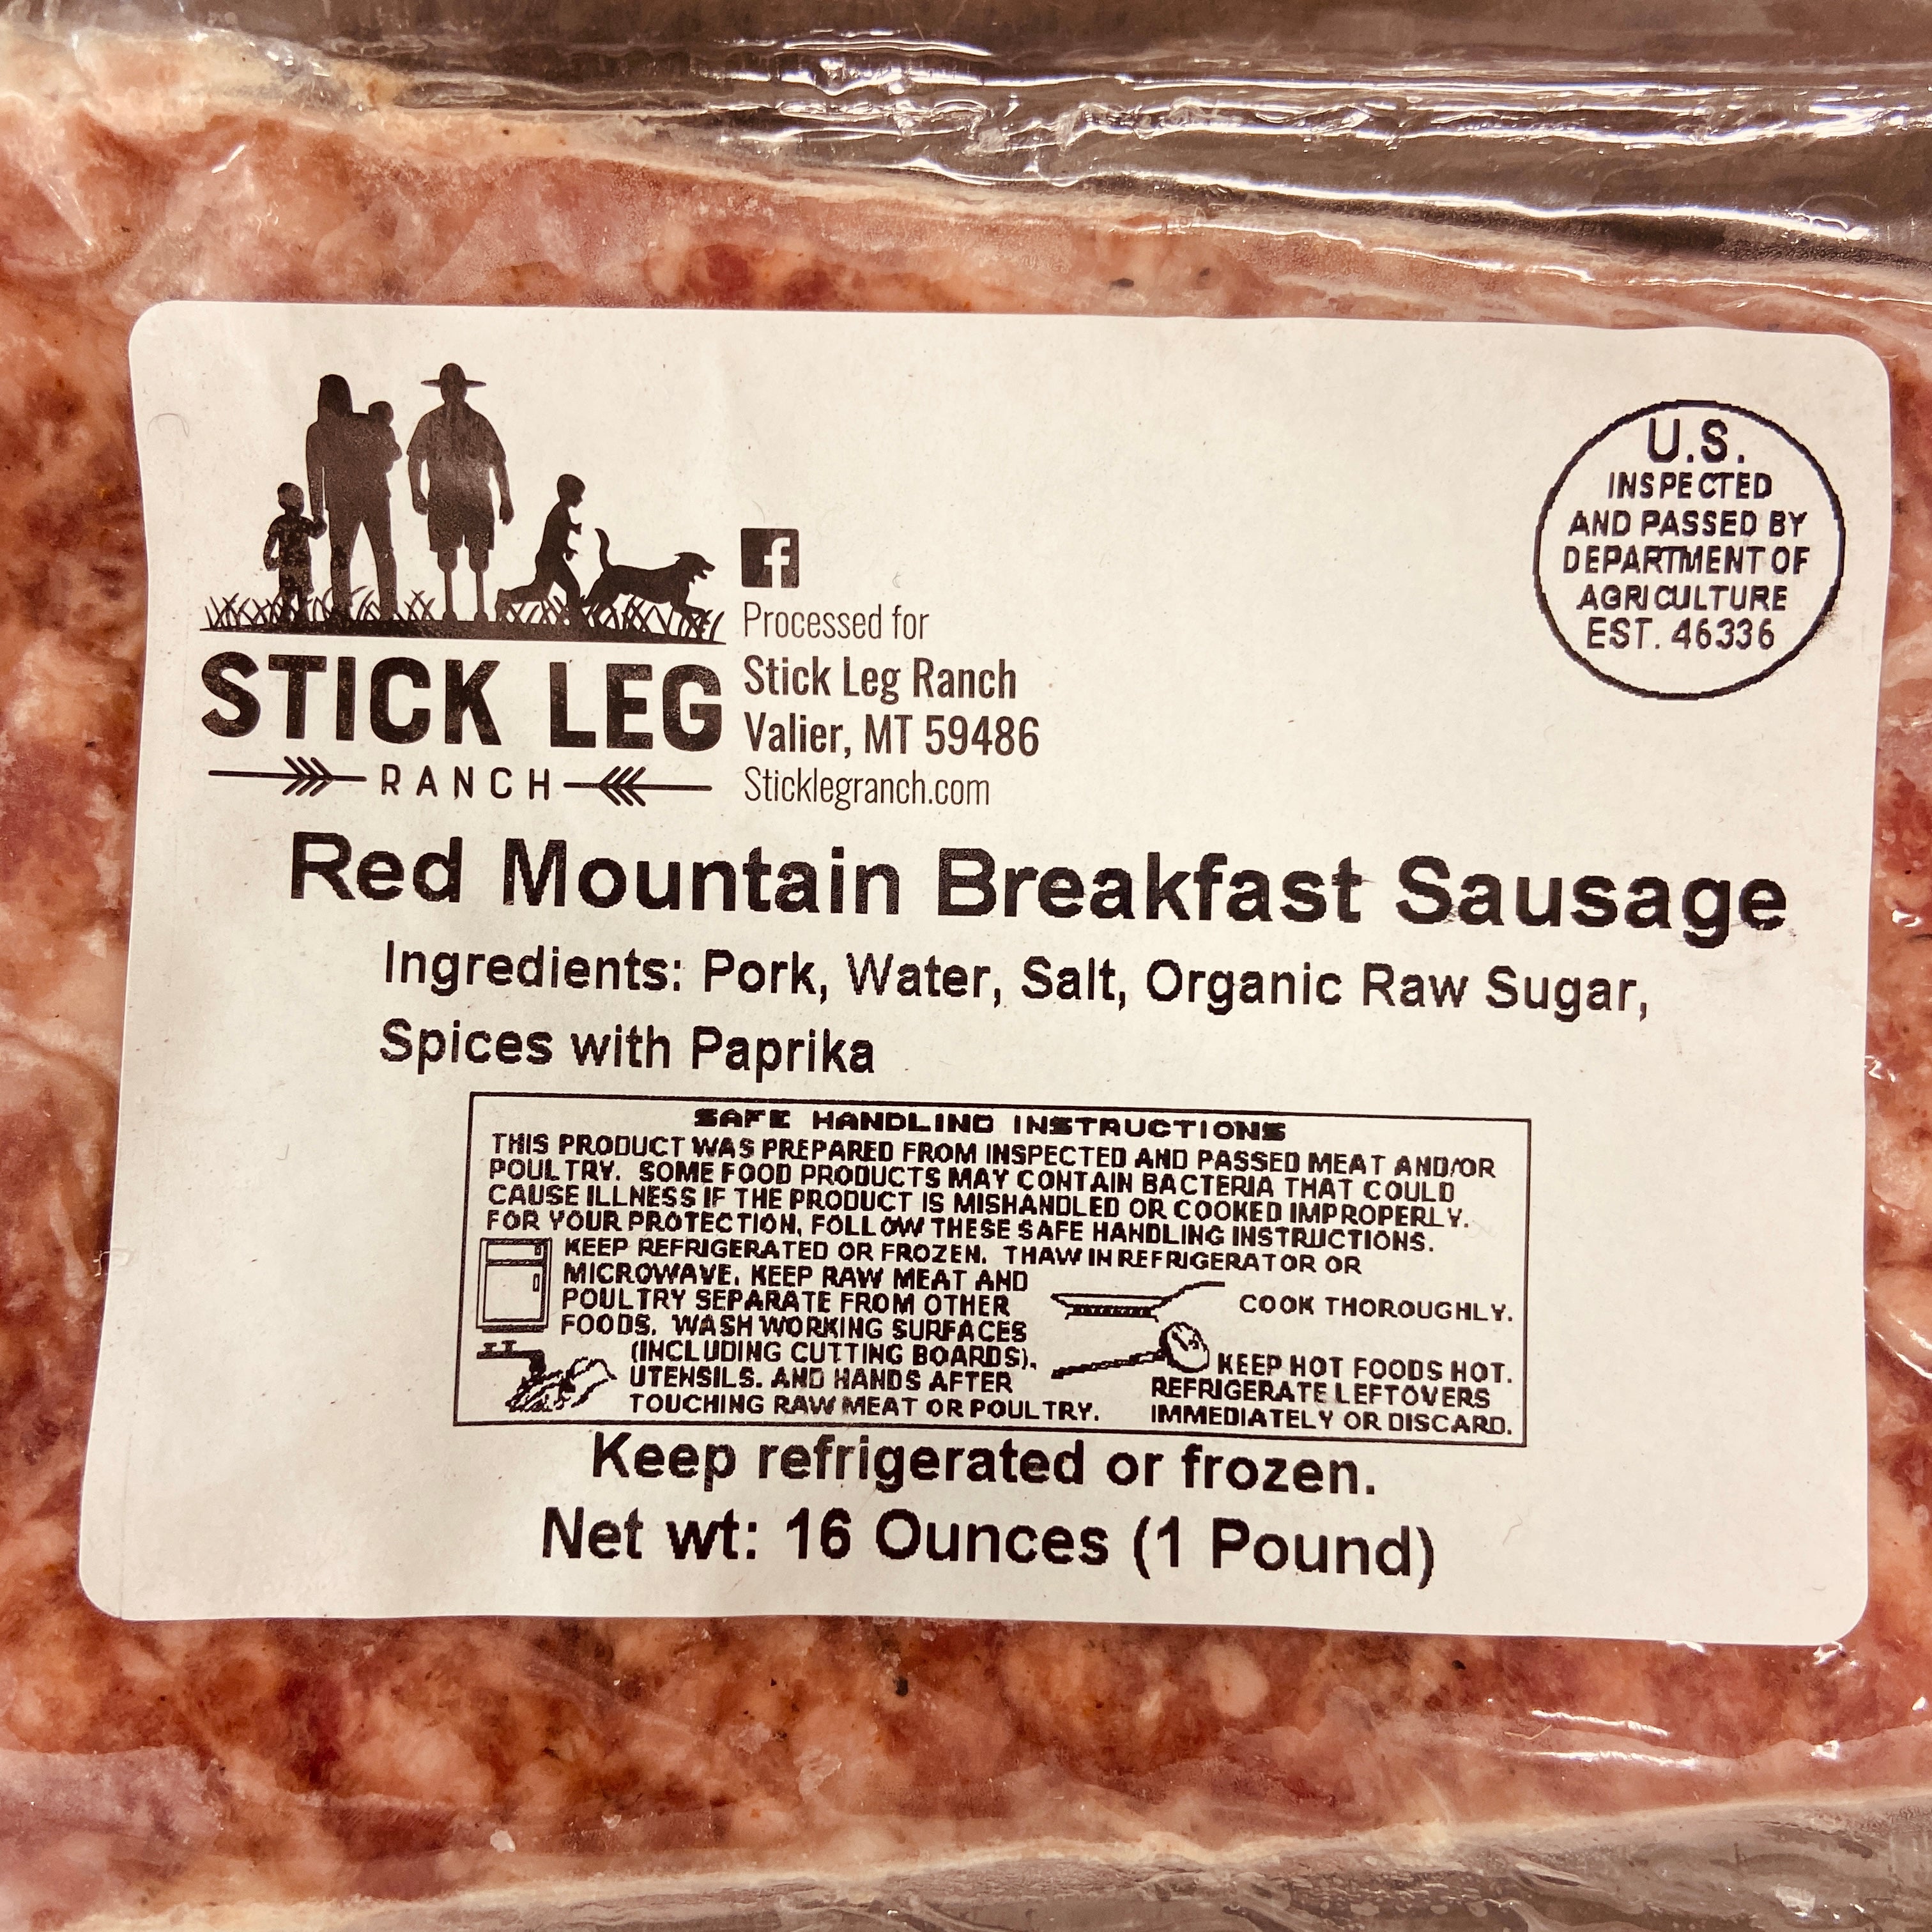 STICK LEG
RANCH
f
Processed for
Stick Leg Ranch
Valier, MT 59486
Sticklegranch.com
U.S.
INSPECTED
AND PASSED BY
DEPARTMENT OF
AGRICULTURE
EST. 46336
Red Mountain Breakfast Sausage
Ingredients: Pork, Water, Salt, Organic Raw Sugar,
Spices with Paprika
SAFE HANDLING INSTRUCTIONS
THIS PRODUCT WAS PREPARED FROM INSPECTED AND PASSED MEAT AND/OR
POULTRY. SOME FOOD PRODUCTS MAY CONTAIN BACTERIA THAT COULD
CAUSE ILLNESS IF THE PRODUCT IS MISHANDLED OR COOKED IMPROPERLY.
FOR YOUR PROTECTION, FOLLOW THESE SAFE HANDLING INSTRUCTIONS.
KEEP REFRIGERATED OR FROZEN. THAW IN REFRIGERATOR OR
MICROWAVE. KEEP RAW MEAT AND
POULTRY SEPARATE FROM OTHER
FOODS. WASH WORKING SURFACES
(INCLUDING CUTTING BOARDS),
UTENSILS, AND HANDS AFTER
TOUCHING RAW MEAT OR POULTRY.
COOK THOROUGHLY.
KEEP HOT FOODS HOT.
REFRIGERATE LEFTOVERS
IMMEDIATELY OR DISCARD.
Keep refrigerated or frozen.
Net wt: 16 Ounces (1 Pound)